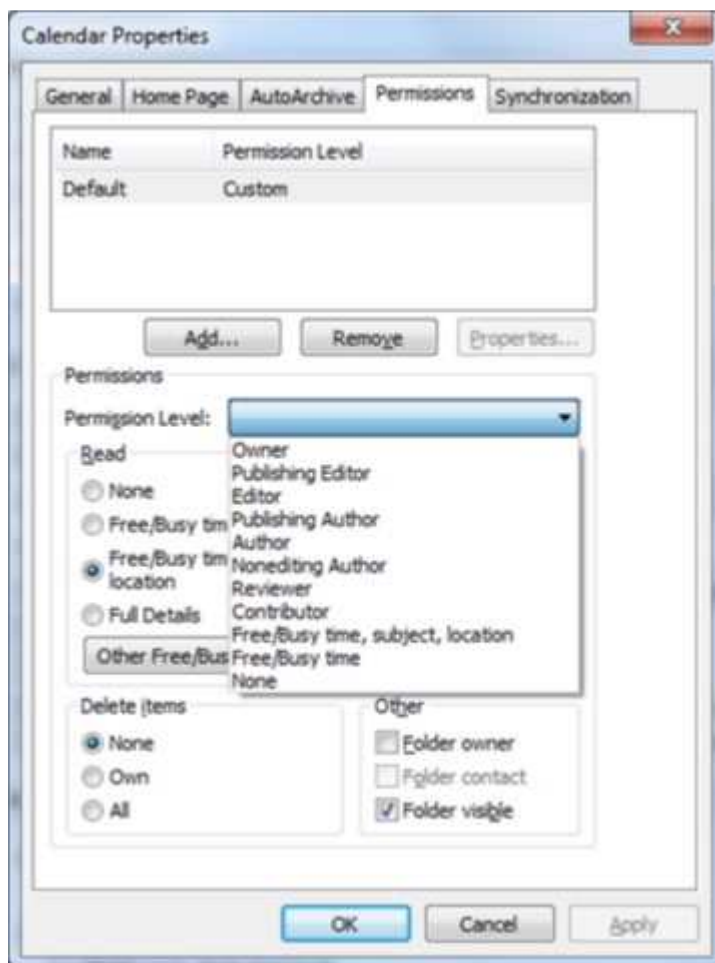 Calendar Properties
General Home Page AutoArchive Permissions Synchronization
Name Permission Level
Default Custom
Add... Remove Properties...
Permissions
Permission Level:
Owner
Publishing Editor
Editor
Publishing Author
Author
Nonediting Author
Reviewer
Contributor
Free/Busy time, subject, location
Free/Busy time
None
Read
None
Free/Busy tim
Free/Busy tim
location
Full Details
Other Free/Bus
Delete items
None
Own
All
Other
Folder owner
Folder contact
Folder visible
OK Cancel Apply